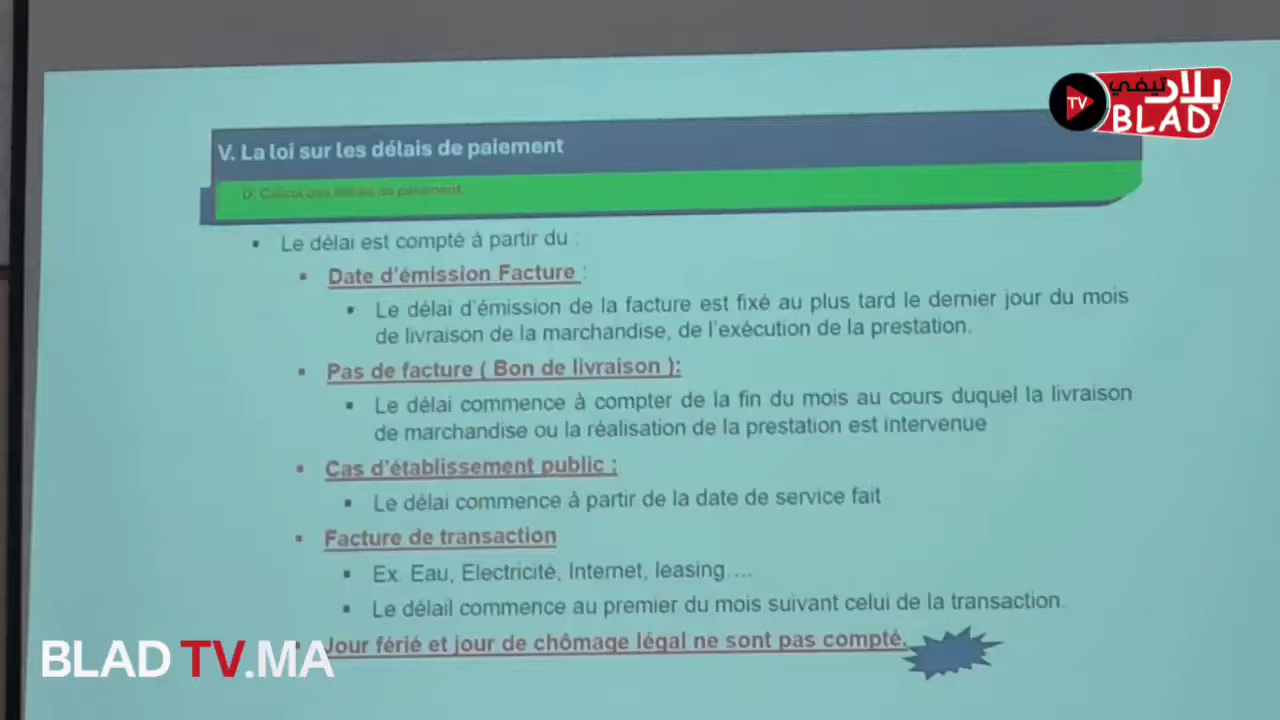 تيفي بلاد
TV BLAD
V. La loi sur les délais de paiement
D. Calcul des délais de paiement
▪ Le délai est compté à partir du :
▪ Date d'émission Facture :
▪ Le délai d'émission de la facture est fixé au plus tard le dernier jour du mois
de livraison de la marchandise, de l'exécution de la prestation.
▪ Pas de facture ( Bon de livraison ):
▪ Le délai commence à compter de la fin du mois au cours duquel la livraison
de marchandise ou la réalisation de la prestation est intervenue
▪ Cas d'établissement public :
▪ Le délai commence à partir de la date de service fait
▪ Facture de transaction
▪ Ex. Eau, Electricité, Internet, leasing....
▪ Le délail commence au premier du mois suivant celui de la transaction.
▪ Jour férié et jour de chômage légal ne sont pas compté.
BLAD TV.MA